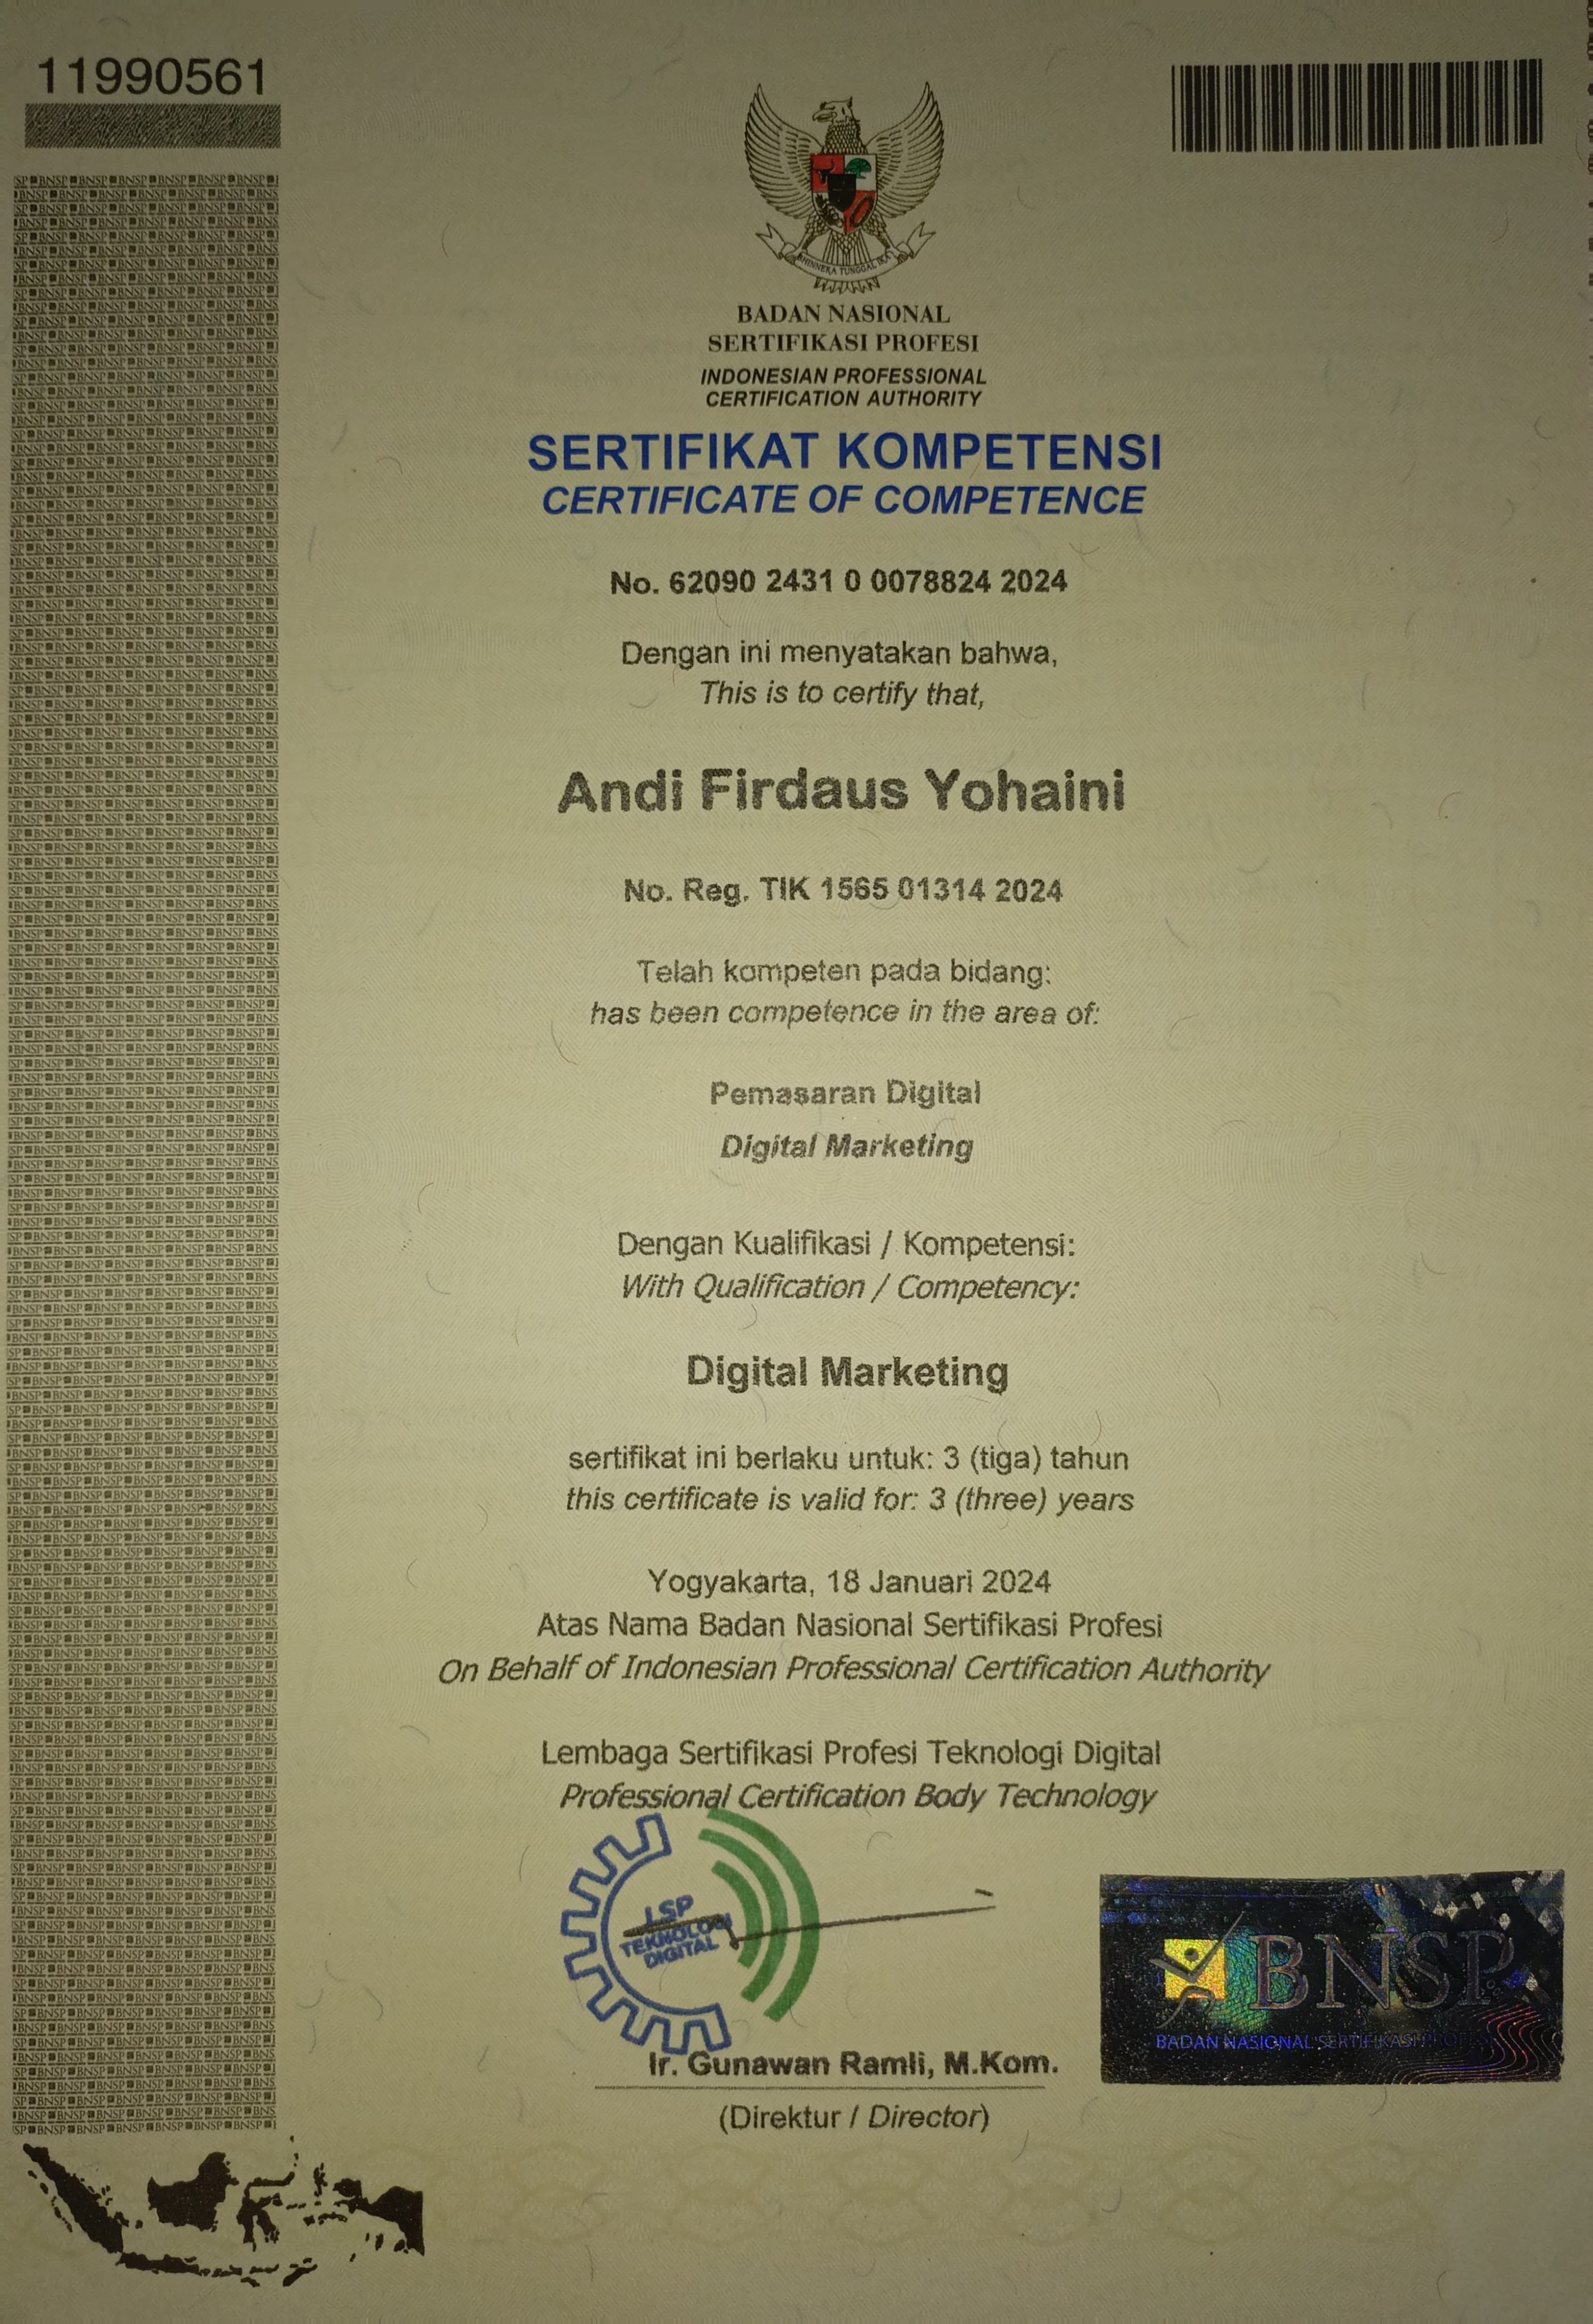 11990561
BHINNEKA TUNGGAL IKA
BADAN NASIONAL
SERTIFIKASI PROFESI
INDONESIAN PROFESSIONAL
CERTIFICATION AUTHORITY
SERTIFIKAT KOMPETENSI
CERTIFICATE OF COMPETENCE
No. 62090 2431 0 0078824 2024
Dengan ini menyatakan bahwa,
This is to certify that,
Andi Firdaus Yohaini
No. Reg. TIK 1565 01314 2024
Telah kompeten pada bidang:
has been competence in the area of:
Pemasaran Digital
Digital Marketing
Dengan Kualifikasi / Kompetensi:
With Qualification / Competency:
Digital Marketing
sertifikat ini berlaku untuk: 3 (tiga) tahun
this certificate is valid for: 3 (three) years
Yogyakarta, 18 Januari 2024
Atas Nama Badan Nasional Sertifikasi Profesi
On Behalf of Indonesian Professional Certification Authority
Lembaga Sertifikasi Profesi Teknologi Digital
Professional Certification Body Technology
LSP
TEKNOLOGI
DIGITAL
BNSP
BADAN NASIONAL SERTIFIKASI PROFESI
Ir. Gunawan Ramli, M.Kom.
(Direktur / Director)